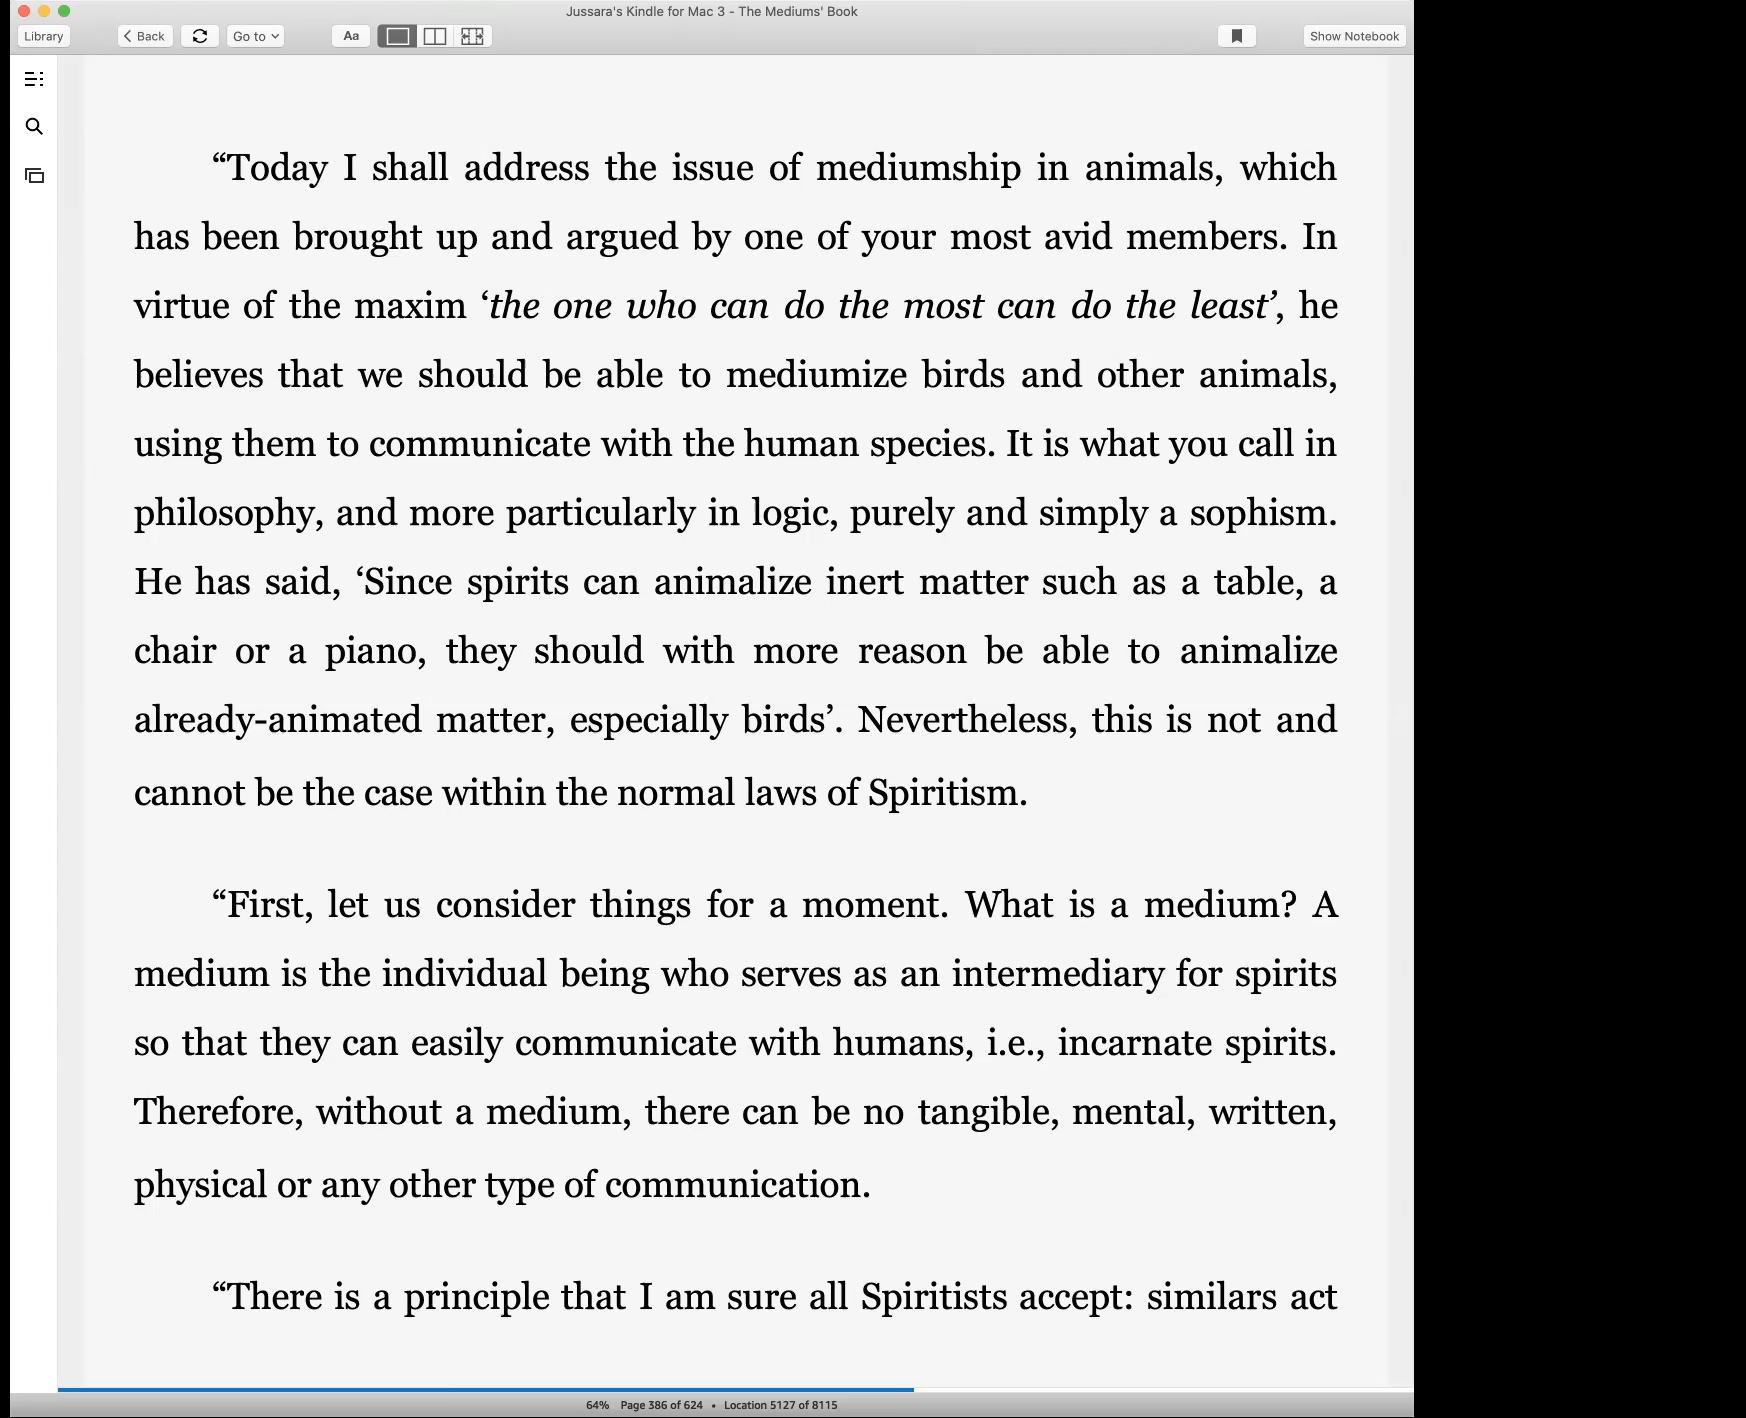 Jussara's Kindle for Mac 3 - The Mediums' Book
Library
Back
Go to
Aa
Show Notebook
“Today I shall address the issue of mediumship in animals, which
has been brought up and argued by one of your most avid members. In
virtue of the maxim ‘the one who can do the most can do the least’, he
believes that we should be able to mediumize birds and other animals,
using them to communicate with the human species. It is what you call in
philosophy, and more particularly in logic, purely and simply a sophism.
He has said, ‘Since spirits can animalize inert matter such as a table, a
chair or a piano, they should with more reason be able to animalize
already-animated matter, especially birds’. Nevertheless, this is not and
cannot be the case within the normal laws of Spiritism.
“First, let us consider things for a moment. What is a medium? A
medium is the individual being who serves as an intermediary for spirits
so that they can easily communicate with humans, i.e., incarnate spirits.
Therefore, without a medium, there can be no tangible, mental, written,
physical or any other type of communication.
“There is a principle that I am sure all Spiritists accept: similars act
64% Page 386 of 624 • Location 5127 of 8115